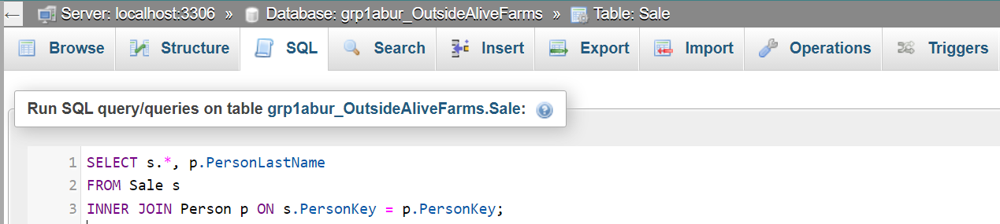 ← Server: localhost:3306 » Database: grp1abur_OutsideAliveFarms » Table: Sale
Browse Structure SQL Search Insert Export Import Operations Triggers
Run SQL query/queries on table grp1abur_OutsideAliveFarms.Sale:
1 SELECT s.*, p.PersonLastName
2 FROM Sale s
3 INNER JOIN Person p ON s.PersonKey = p.PersonKey;